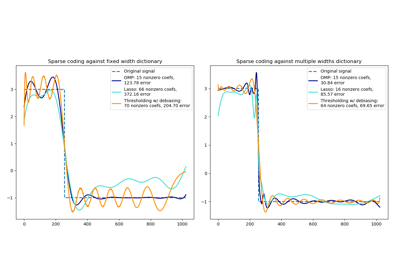 Sparse coding against fixed width dictionary
Original signal
OMP: 15 nonzero coefs,
123.78 error
Lasso: 66 nonzero coefs,
372.16 error
Thresholding w/ debiasing:
70 nonzero coefs, 204.70 error
3
2
1
0
−1
0
200
400
600
800
1000
Sparse coding against multiple widths dictionary
Original signal
OMP: 15 nonzero coefs,
30.84 error
Lasso: 16 nonzero coefs,
85.57 error
Thresholding w/ debiasing:
64 nonzero coefs, 69.65 error
3
2
1
0
−1
0
200
400
600
800
1000